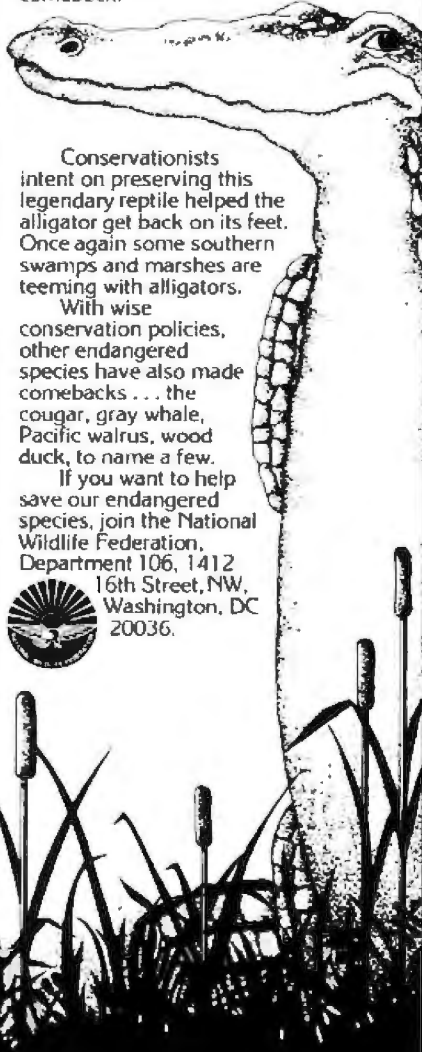 Conservationists
intent on preserving this
legendary reptile helped the
alligator get back on its feet.
Once again some southern
swamps and marshes are
teeming with alligators.
With wise
conservation policies,
other endangered
species have also made
comebacks . . . the
cougar, gray whale,
Pacific walrus, wood
duck, to name a few.
If you want to help
save our endangered
species, join the National
Wildlife Federation,
Department 106, 1412
16th Street, NW,
Washington, DC
20036.